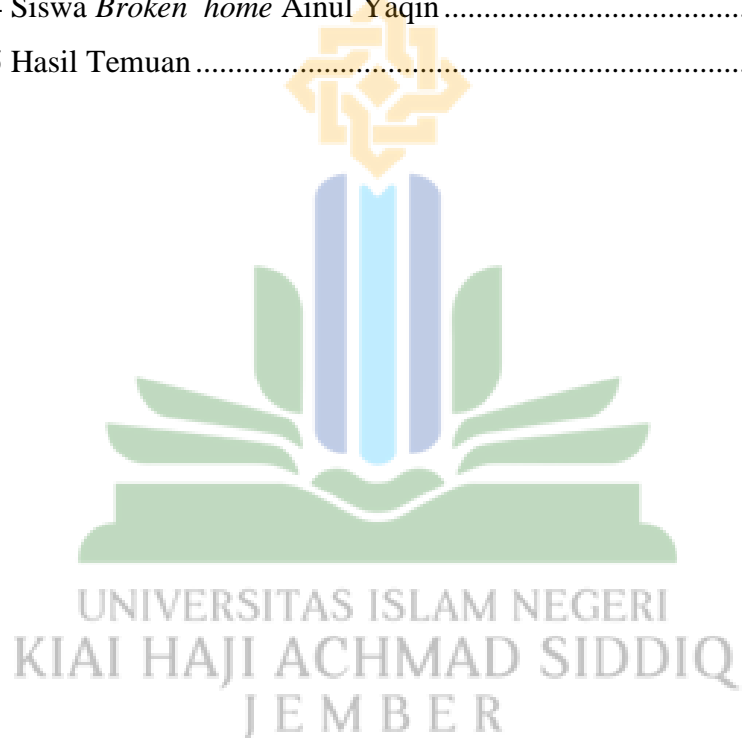 Siswa Broken home Ainul Yaqin................................................
Hasil Temuan................................................................................
UNIVERSITAS ISLAM NEGERI
KIAI HAJI ACHMAD SIDDIQ
JEMBER